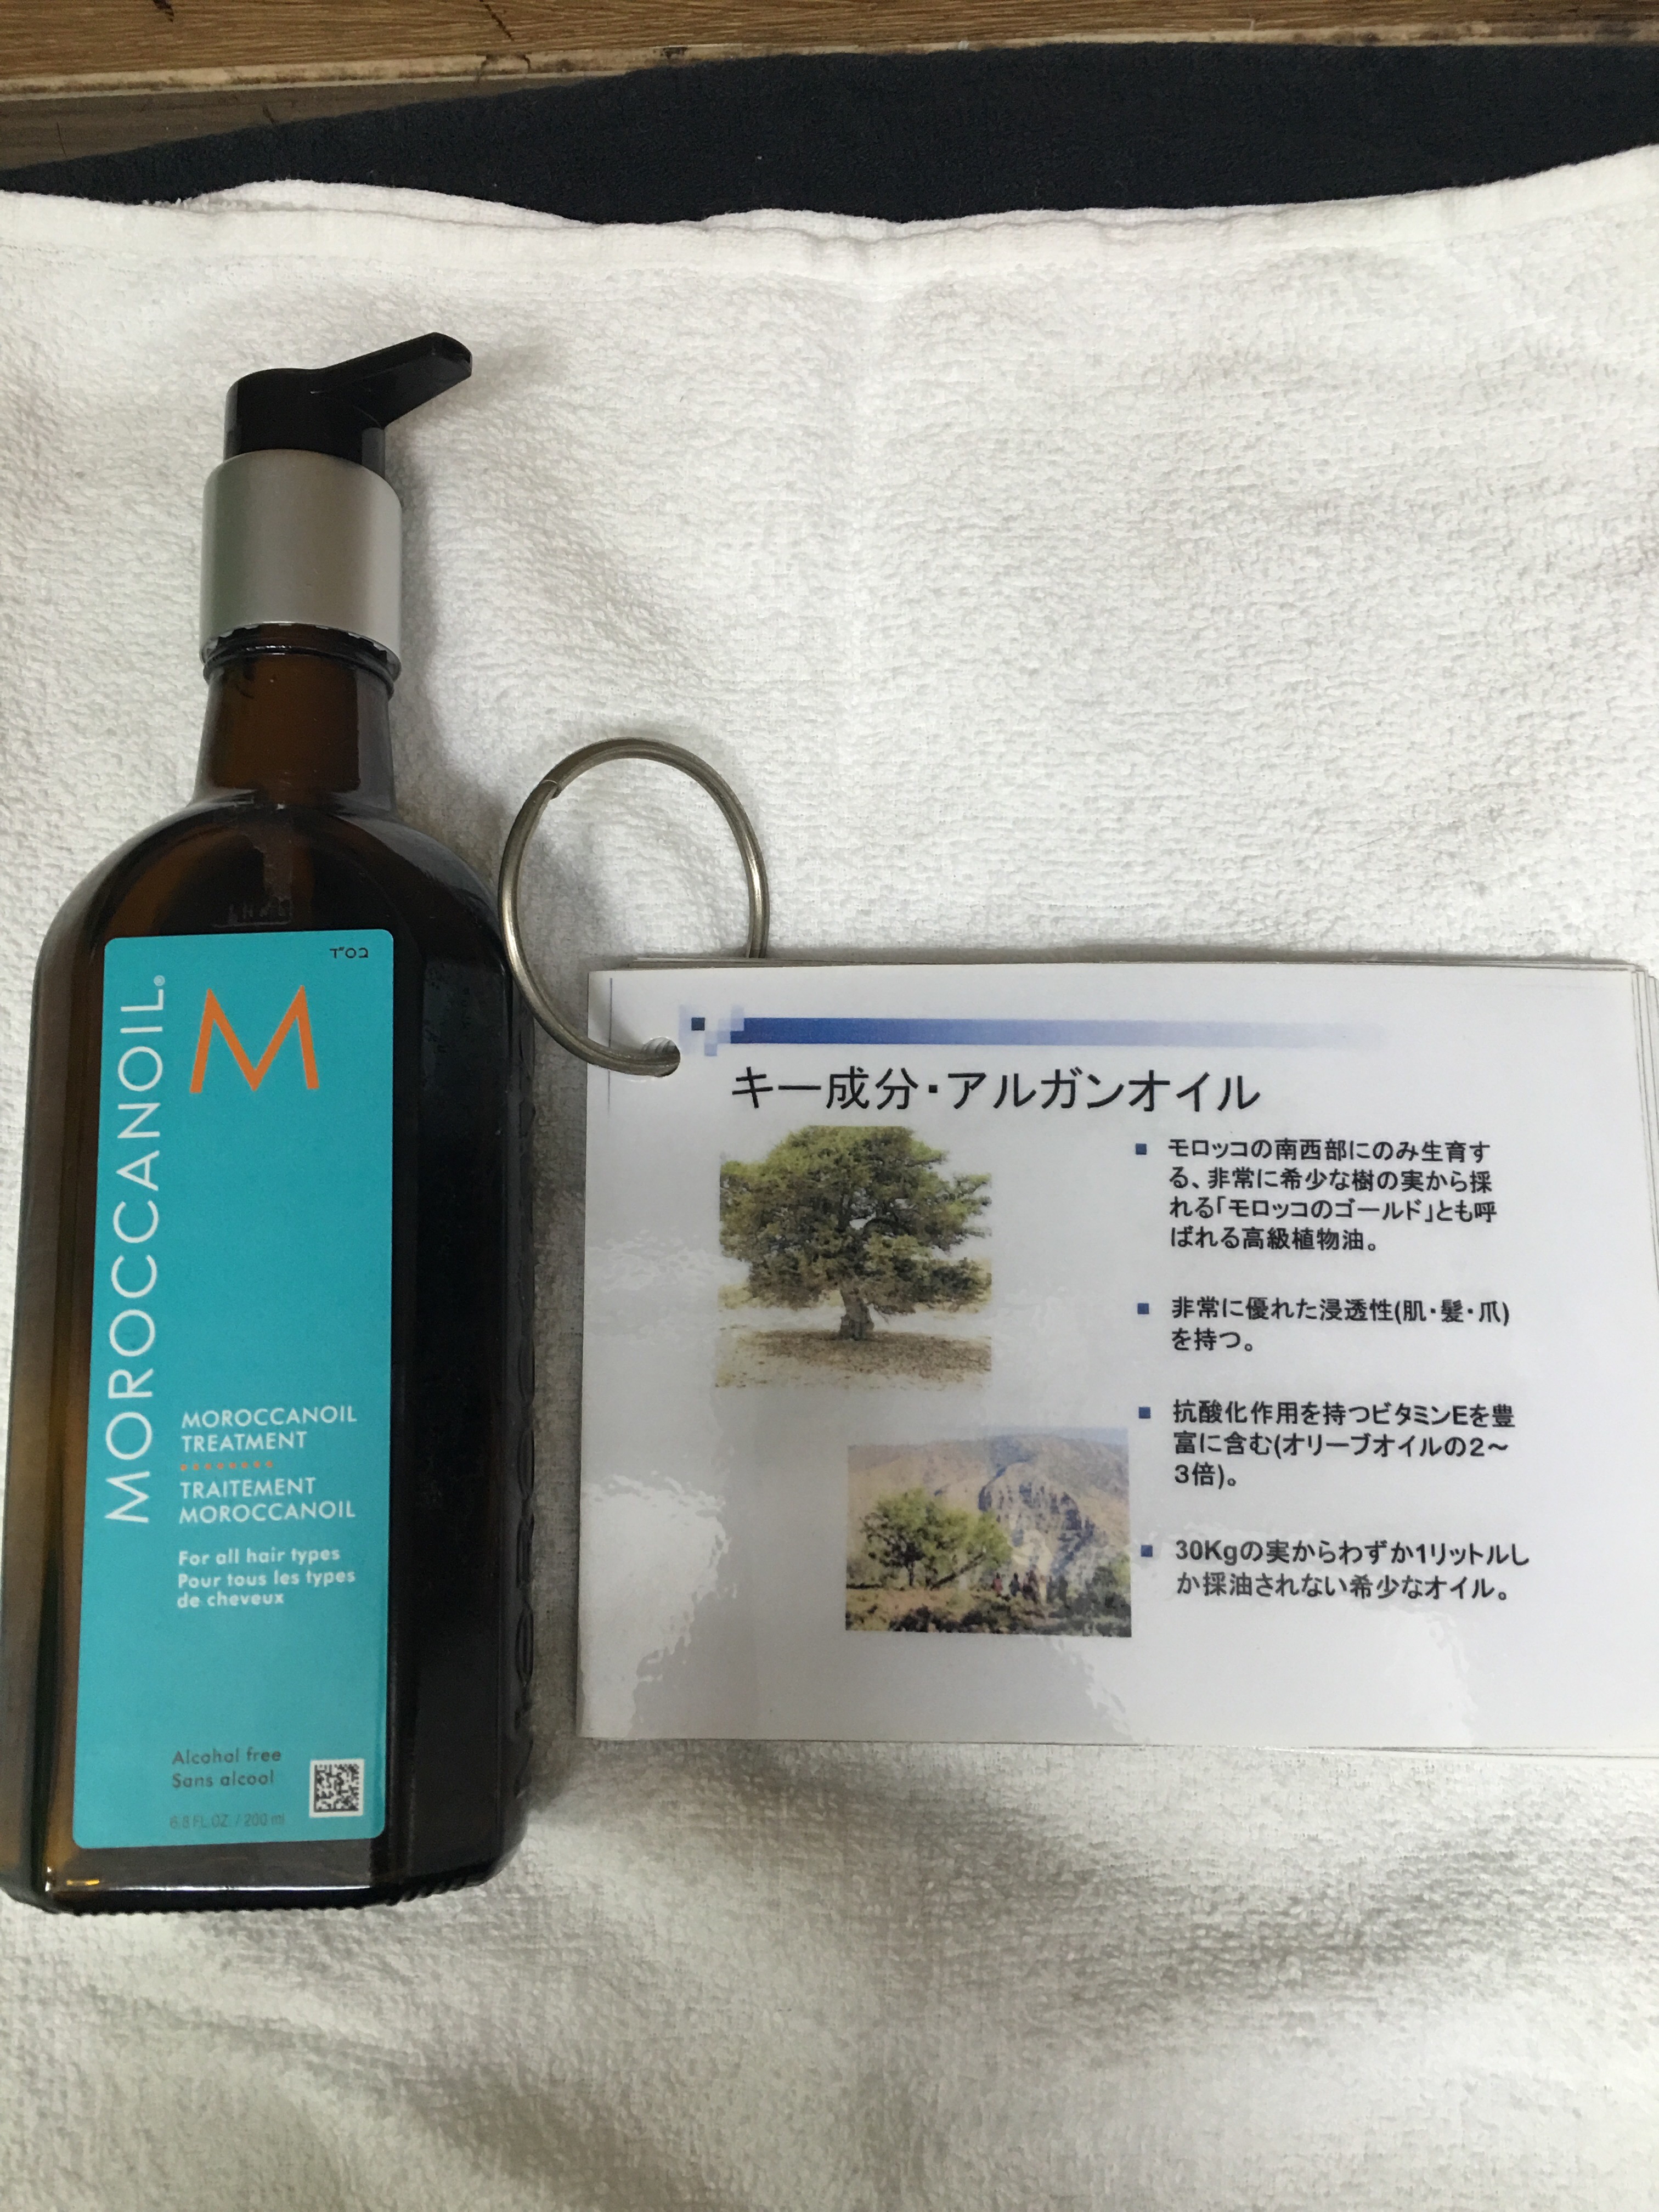 בס"ד
MOROCCANOIL®
M
MOROCCANOIL
TREATMENT
TRAITEMENT
MOROCCANOIL
For all hair types
Pour tous les types
de cheveux
Alcohol free
Sans alcool
6.8 FL.OZ. / 200 ml
キー成分・アルガンオイル
■ モロッコの南西部にのみ生育す
る、非常に希少な樹の実から採
れる「モロッコのゴールド」とも呼
ばれる高級植物油。
■ 非常に優れた浸透性(肌・髪・爪)
を持つ。
■ 抗酸化作用を持つビタミンEを豊
富に含む(オリーブオイルの2～
3倍)。
■ 30Kgの実からわずか1リットルし
か採油されない希少なオイル。